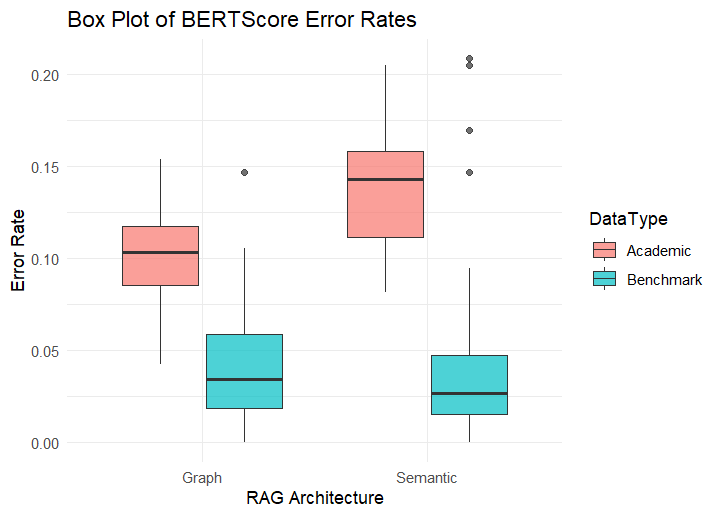 Box Plot of BERTScore Error Rates
Error Rate
0.20
0.15
0.10
0.05
0.00
Graph
Semantic
RAG Architecture
DataType
Academic
Benchmark